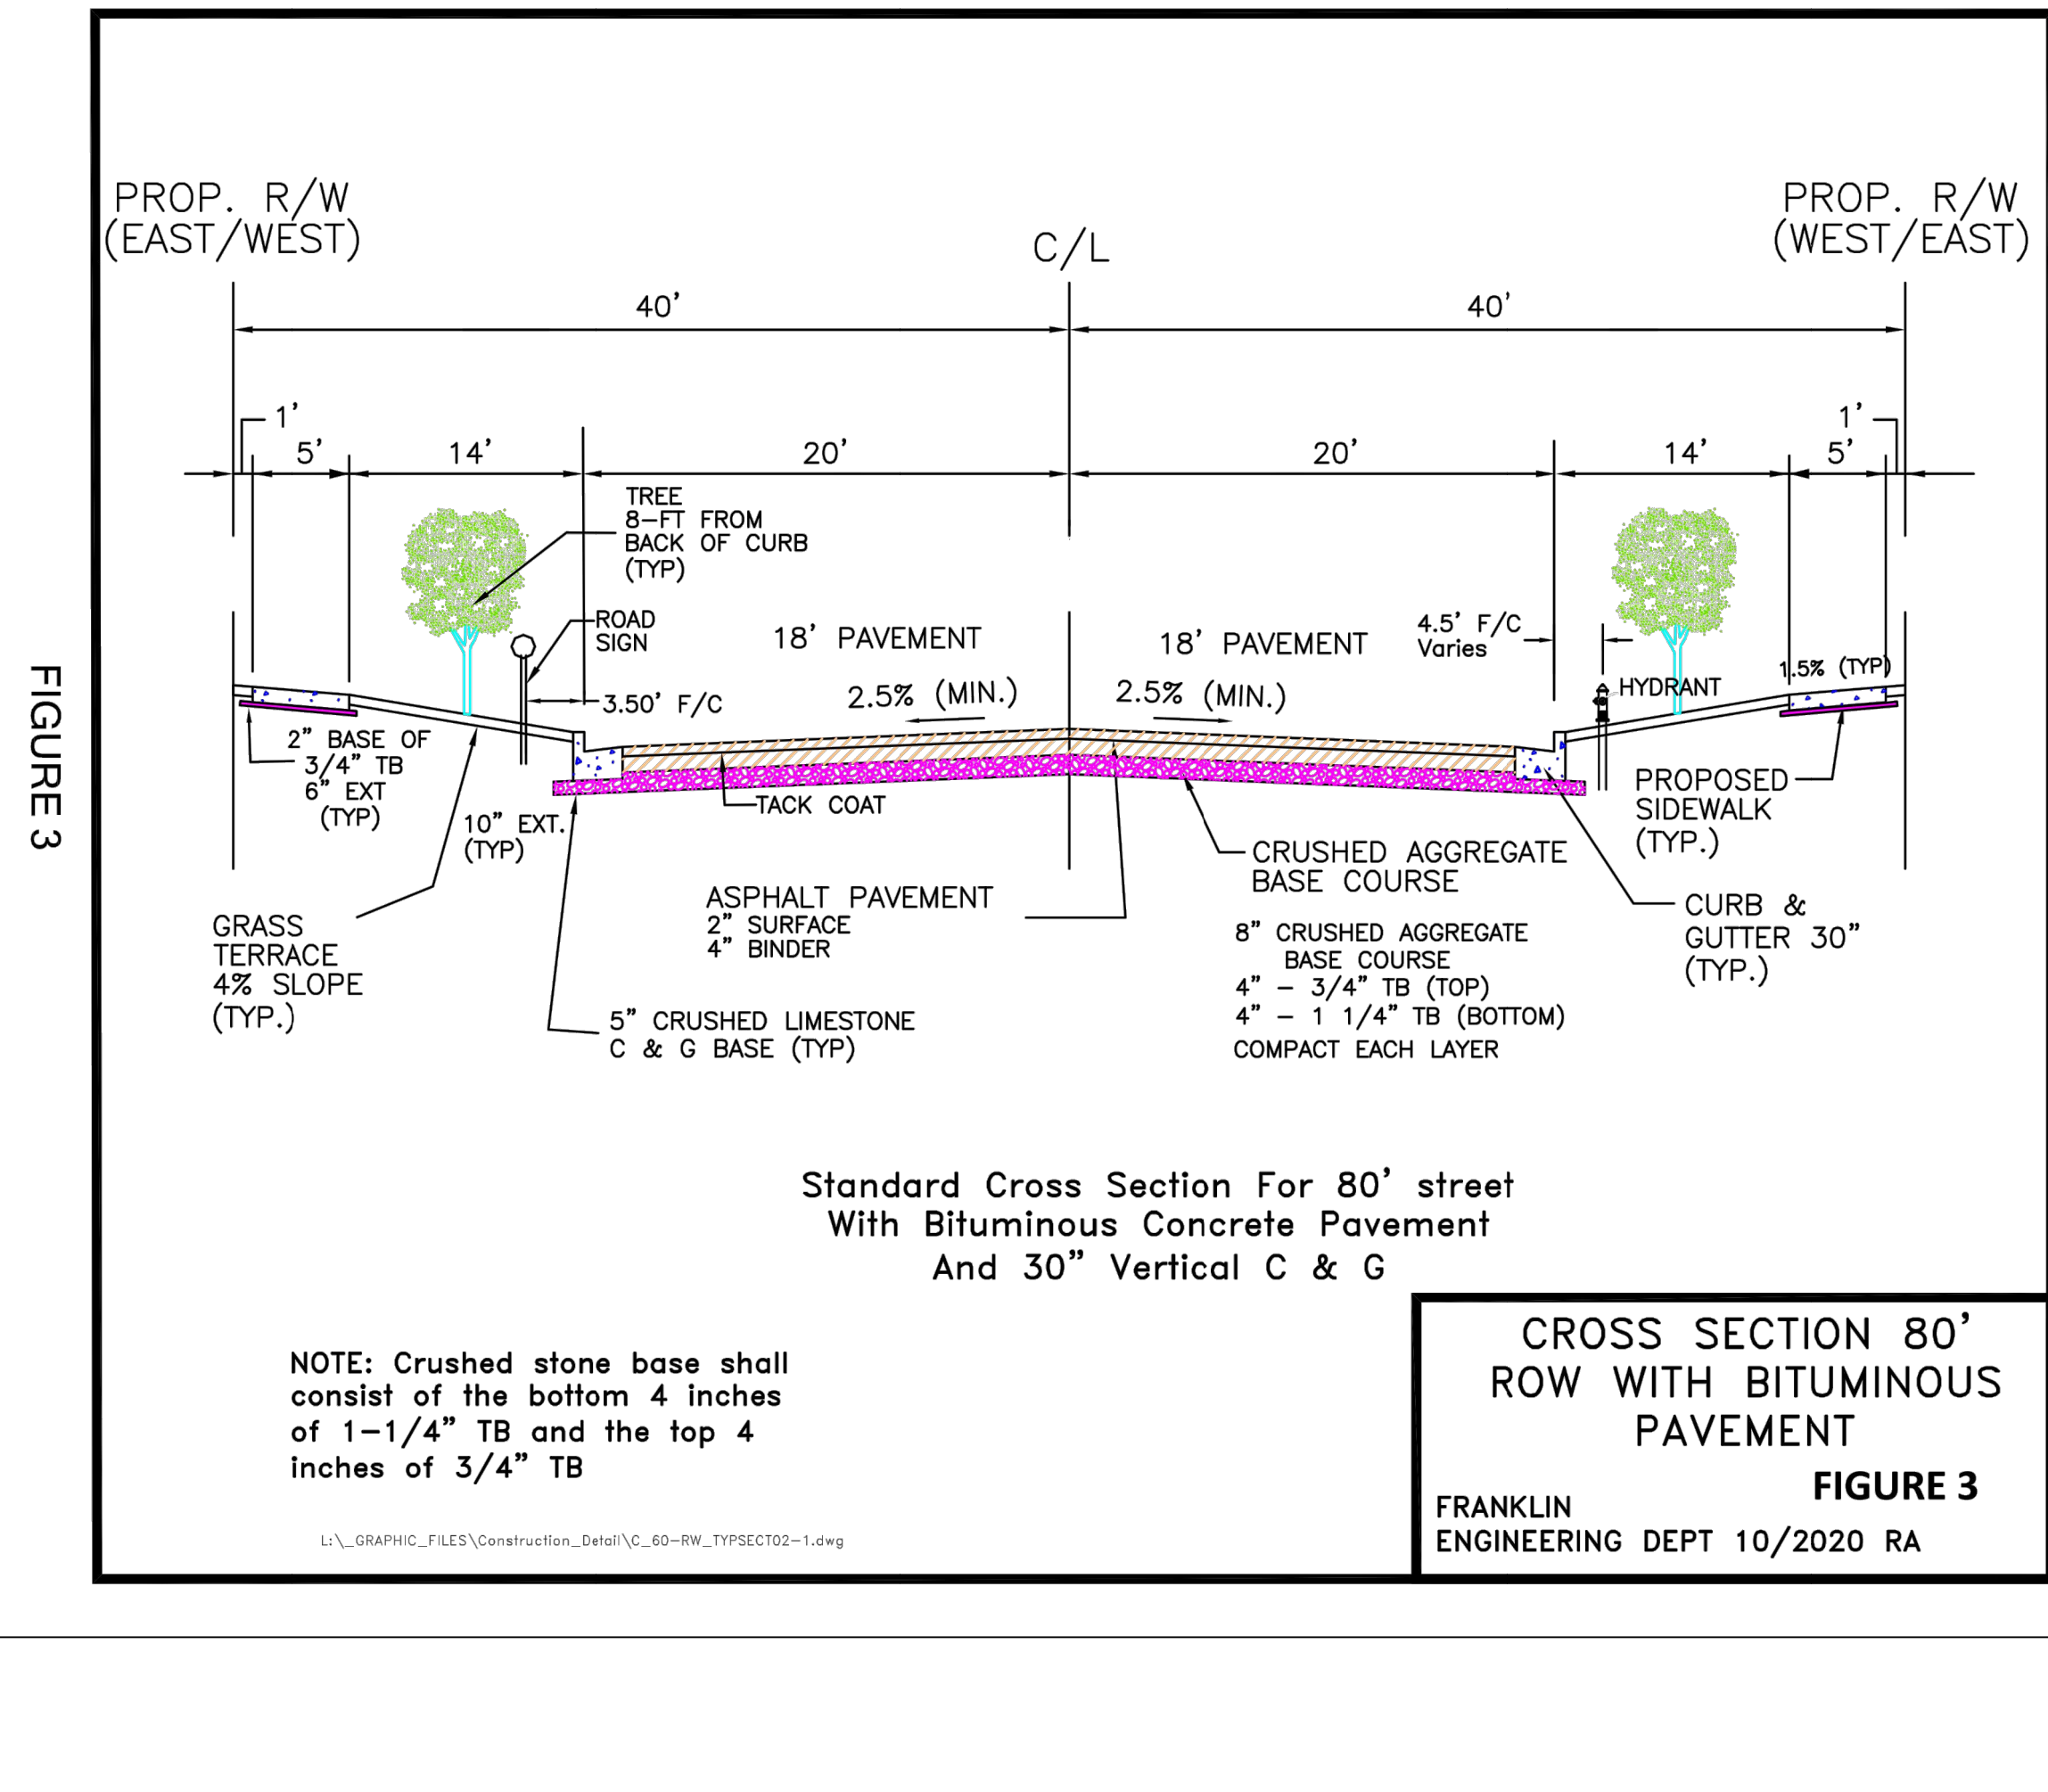 FIGURE 3
PROP. R/W
(EAST/WEST)
C/L
PROP. R/W
(WEST/EAST)
40'
40'
1'
1'
5'
14'
20'
20'
14'
5'
TREE
8-FT FROM
BACK OF CURB
(TYP)
ROAD
SIGN
3.50' F/C
18' PAVEMENT
18' PAVEMENT
2.5% (MIN.)
2.5% (MIN.)
4.5' F/C
Varies
HYDRANT
1.5% (TYP)
2" BASE OF
3/4" TB
6" EXT
(TYP)
10" EXT.
(TYP)
TACK COAT
PROPOSED
SIDEWALK
(TYP.)
CRUSHED AGGREGATE
BASE COURSE
ASPHALT PAVEMENT
2" SURFACE
4" BINDER
GRASS
TERRACE
4% SLOPE
(TYP.)
CURB &
GUTTER 30"
(TYP.)
8" CRUSHED AGGREGATE
BASE COURSE
4" - 3/4" TB (TOP)
4" - 1 1/4" TB (BOTTOM)
COMPACT EACH LAYER
5" CRUSHED LIMESTONE
C & G BASE (TYP)
Standard Cross Section For 80' street
With Bituminous Concrete Pavement
And 30" Vertical C & G
NOTE: Crushed stone base shall
consist of the bottom 4 inches
of 1-1/4" TB and the top 4
inches of 3/4" TB
L:\_GRAPHIC_FILES\Construction_Detail\C_60-RW_TYPSECT02-1.dwg
CROSS SECTION 80'
ROW WITH BITUMINOUS
PAVEMENT
FIGURE 3
FRANKLIN
ENGINEERING DEPT 10/2020 RA